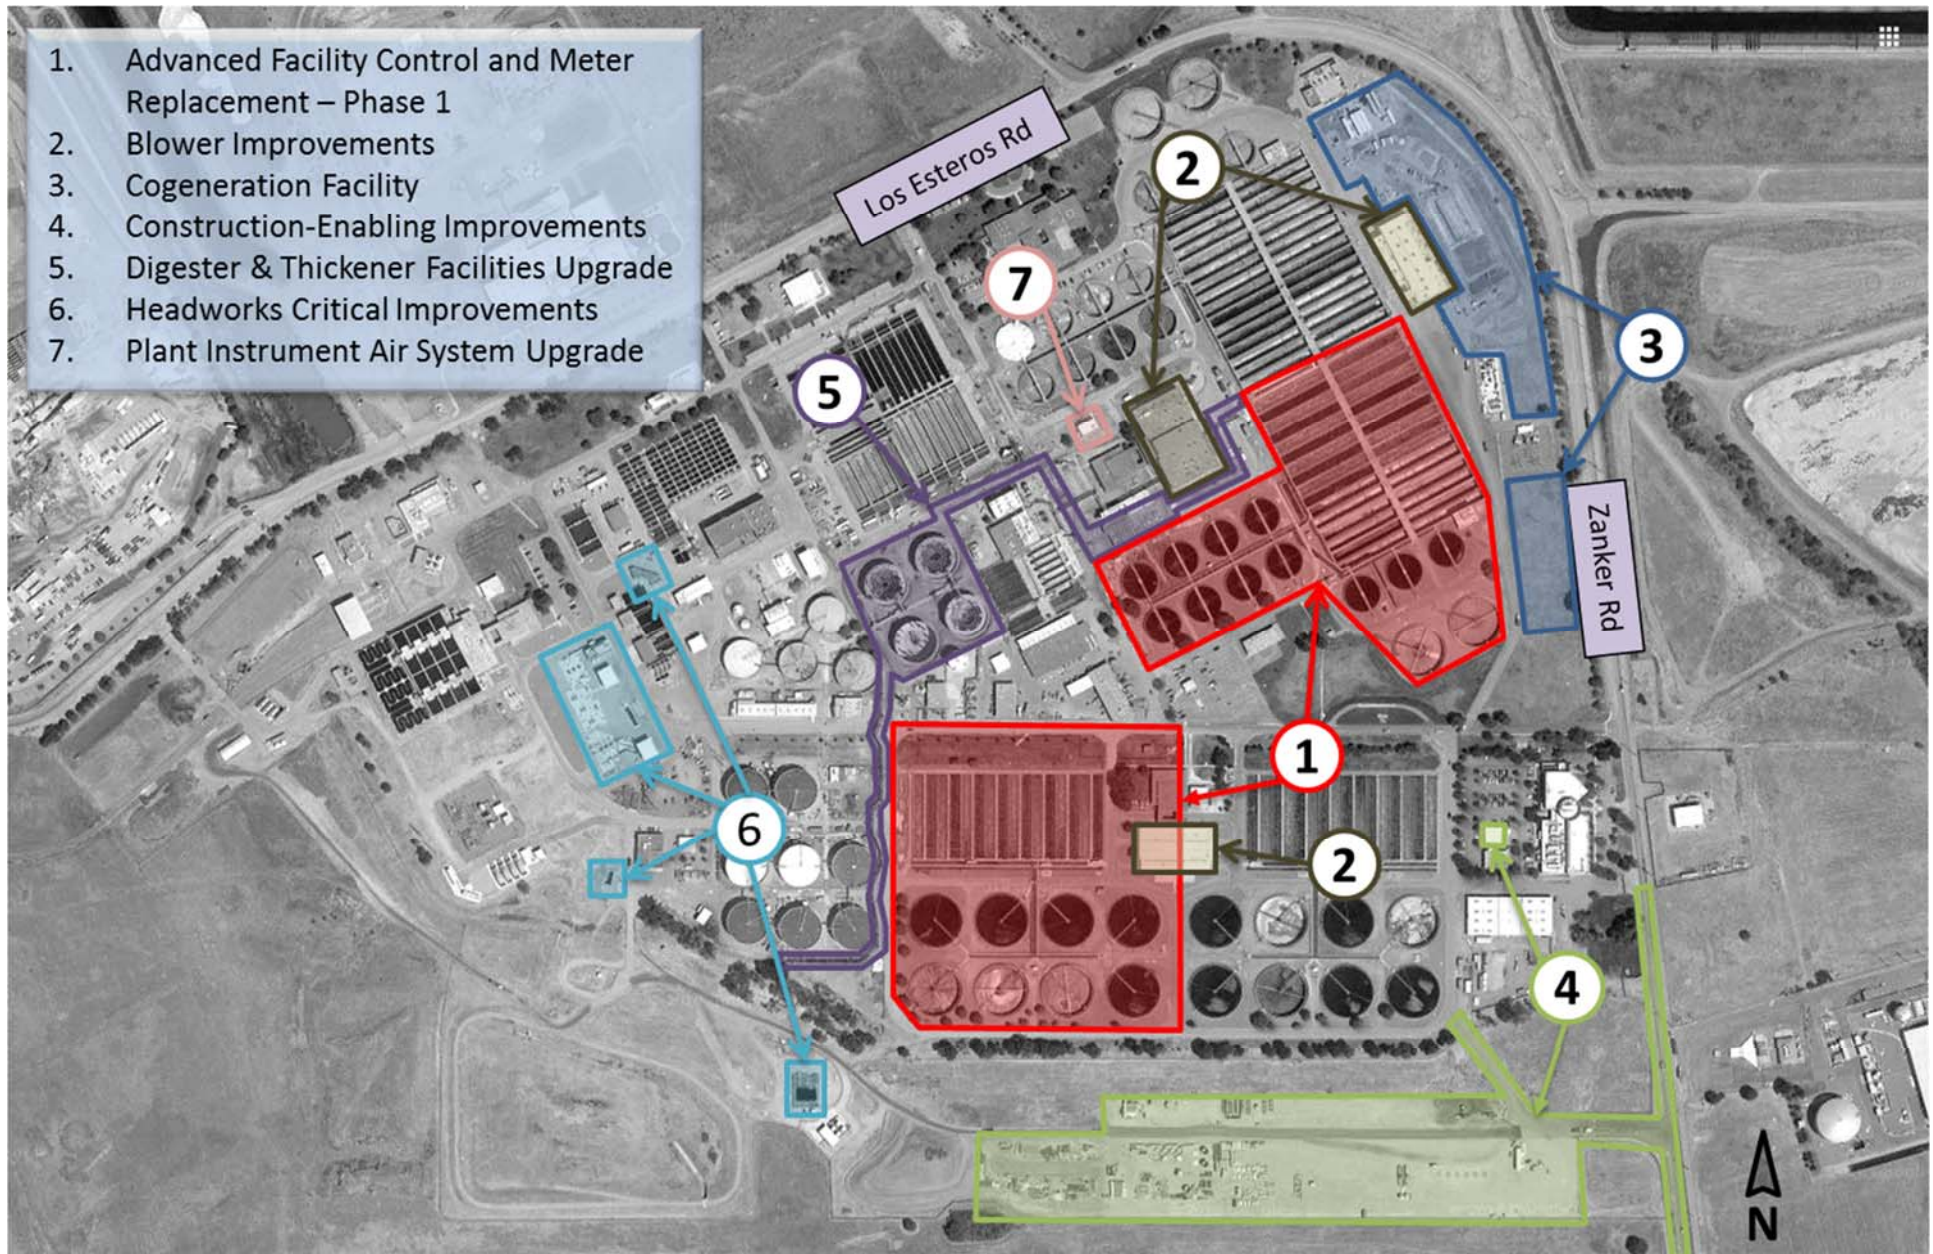 1. Advanced Facility Control and Meter
Replacement – Phase 1
2. Blower Improvements
3. Cogeneration Facility
4. Construction-Enabling Improvements
5. Digester & Thickener Facilities Upgrade
6. Headworks Critical Improvements
7. Plant Instrument Air System Upgrade
Los Esteros Rd
2
7
3
5
Zanker Rd
1
6
2
4
N